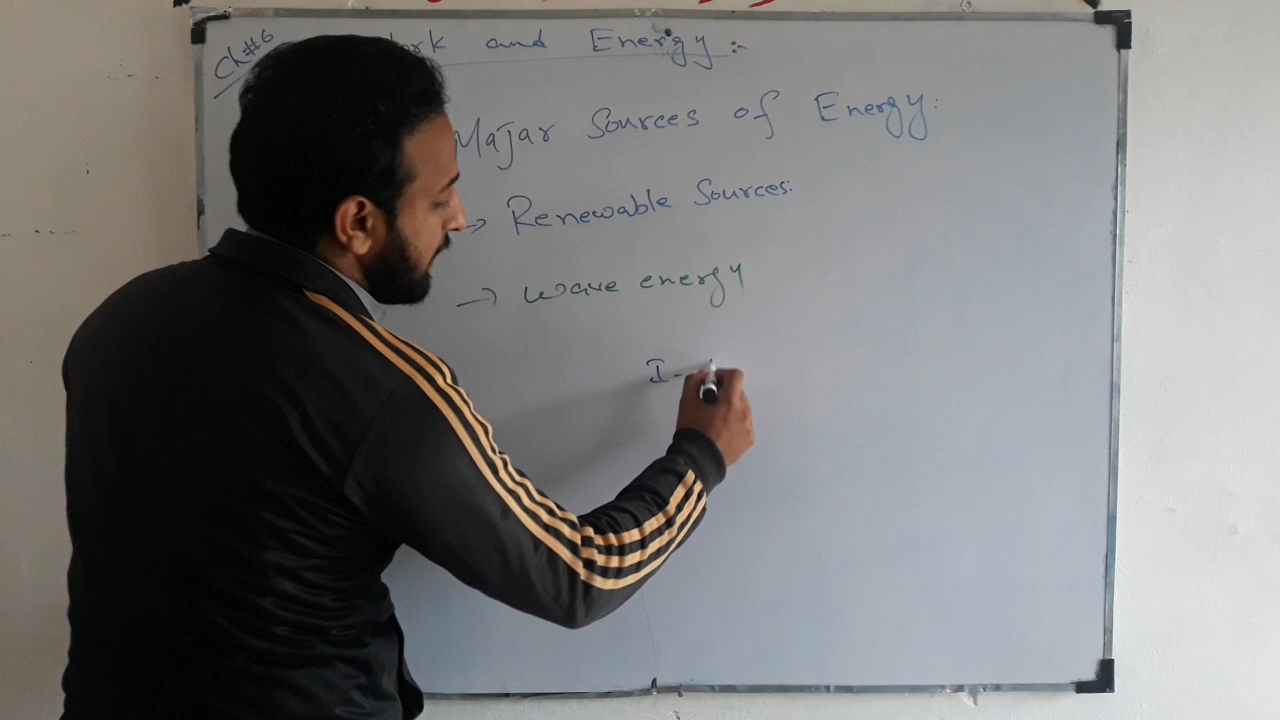 Ch#6 and Energy :-
Majar Sources of Energy:
→ Renewable Sources:
→ wave energy
I-